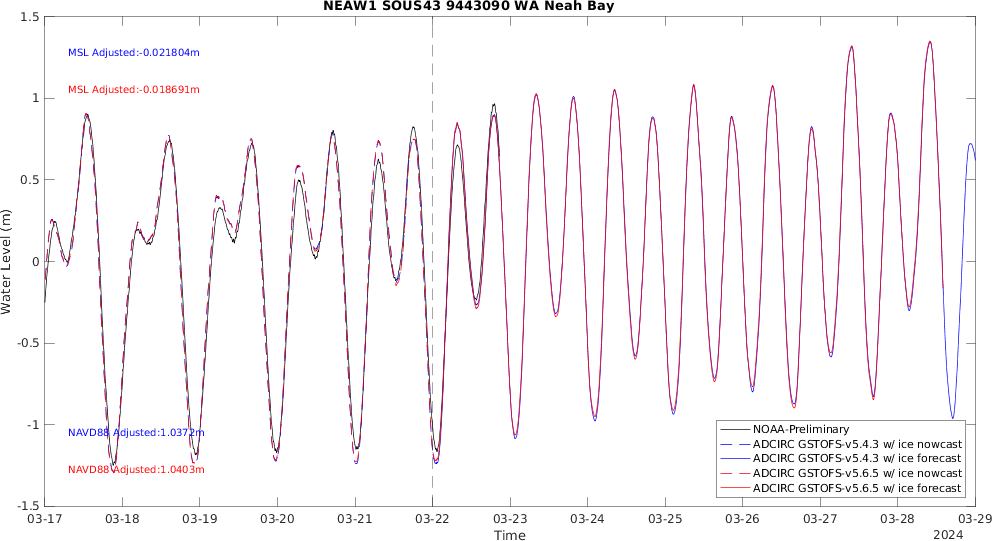 NEAW1 SOUS43 9443090 WA Neah Bay
1.5
1
0.5
0
-0.5
-1
-1.5
Water Level (m)
MSL Adjusted:-0.021804m
MSL Adjusted:-0.018691m
NAVD88 Adjusted:1.0372m
NAVD88 Adjusted:1.0403m
NOAA-Preliminary
ADCIRC GSTOFS-v5.4.3 w/ ice nowcast
ADCIRC GSTOFS-v5.4.3 w/ ice forecast
ADCIRC GSTOFS-v5.6.5 w/ ice nowcast
ADCIRC GSTOFS-v5.6.5 w/ ice forecast
03-17 03-18 03-19 03-20 03-21 03-22 03-23 03-24 03-25 03-26 03-27 03-28 03-29
Time
2024